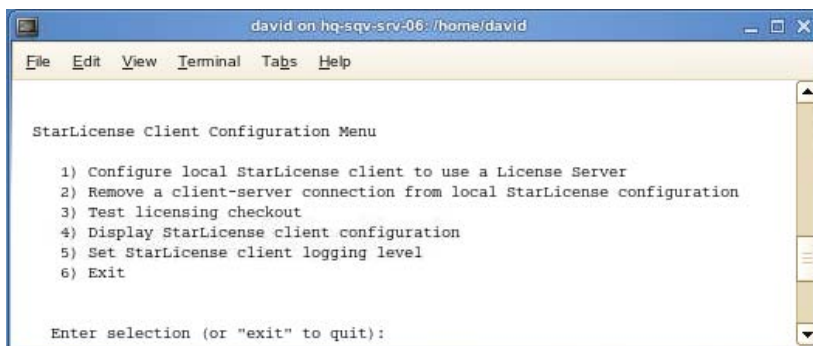 david on hq-sqv-srv-06: /home/david
File Edit View Terminal Tabs Help
StarLicense Client Configuration Menu
1) Configure local StarLicense client to use a License Server
2) Remove a client-server connection from local StarLicense configuration
3) Test licensing checkout
4) Display StarLicense client configuration
5) Set StarLicense client logging level
6) Exit
Enter selection (or "exit" to quit):